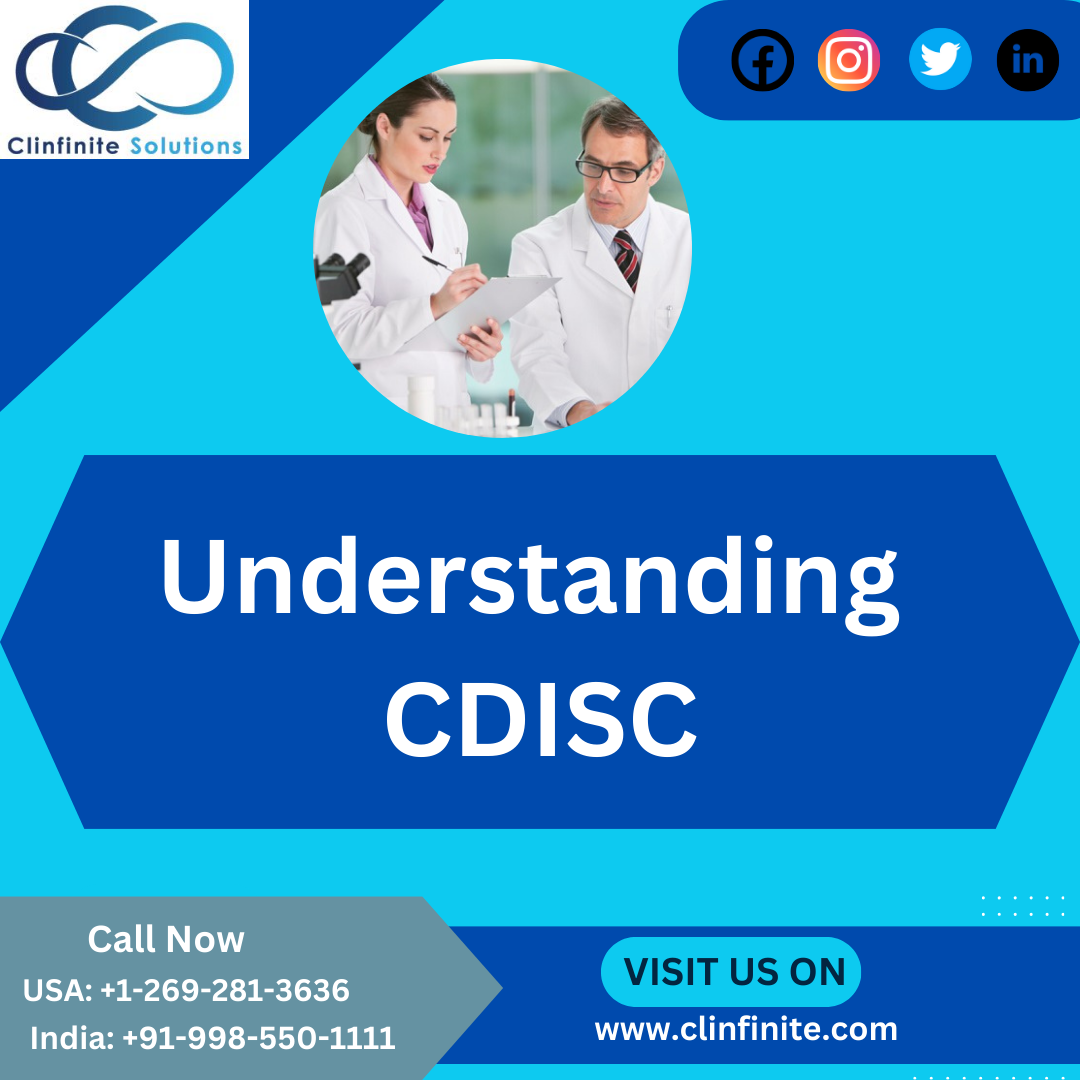 Clinfinite Solutions
in
Understanding
CDISC
Call Now
USA: +1-269-281-3636
India: +91-998-550-1111
VISIT US ON
www.clinfinite.com